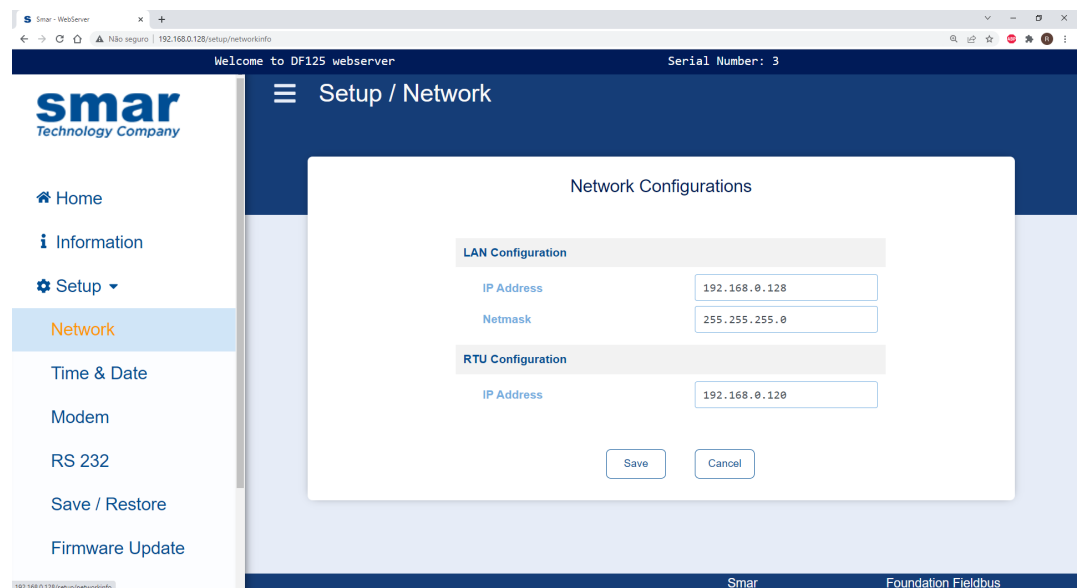 S Smar - WebServer
Não seguro | 192.168.0.128/setup/networkinfo
ABP
R
Welcome to DF125 webserver
Serial Number: 3
smar
Technology Company
Setup / Network
Home
Information
Setup
Network
Time & Date
Modem
RS 232
Save / Restore
Firmware Update
Network Configurations
LAN Configuration
IP Address 192.168.0.128
Netmask 255.255.255.0
RTU Configuration
IP Address 192.168.0.120
Save Cancel
192.168.0.128/setup/networkinfo
Smar
Foundation Fieldbus